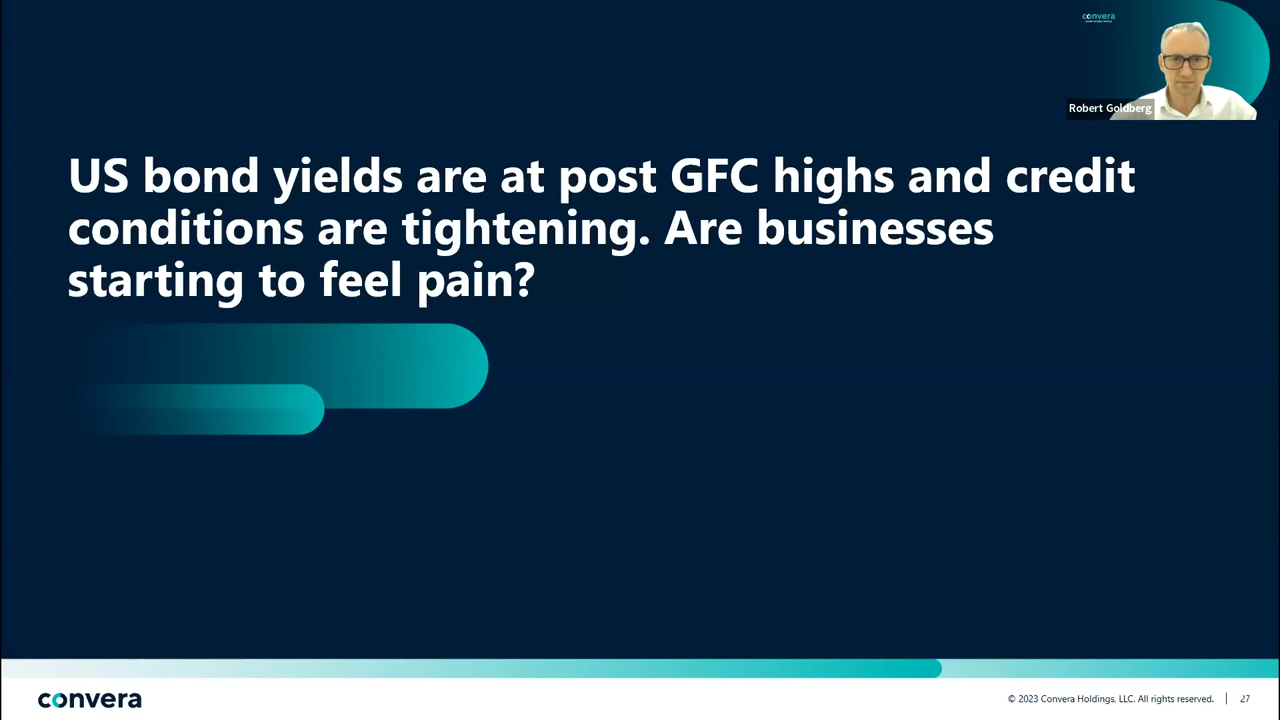 convera
Robert Goldberg
US bond yields are at post GFC highs and credit
conditions are tightening. Are businesses
starting to feel pain?
convera
© 2023 Convera Holdings, LLC. All rights reserved. | 27